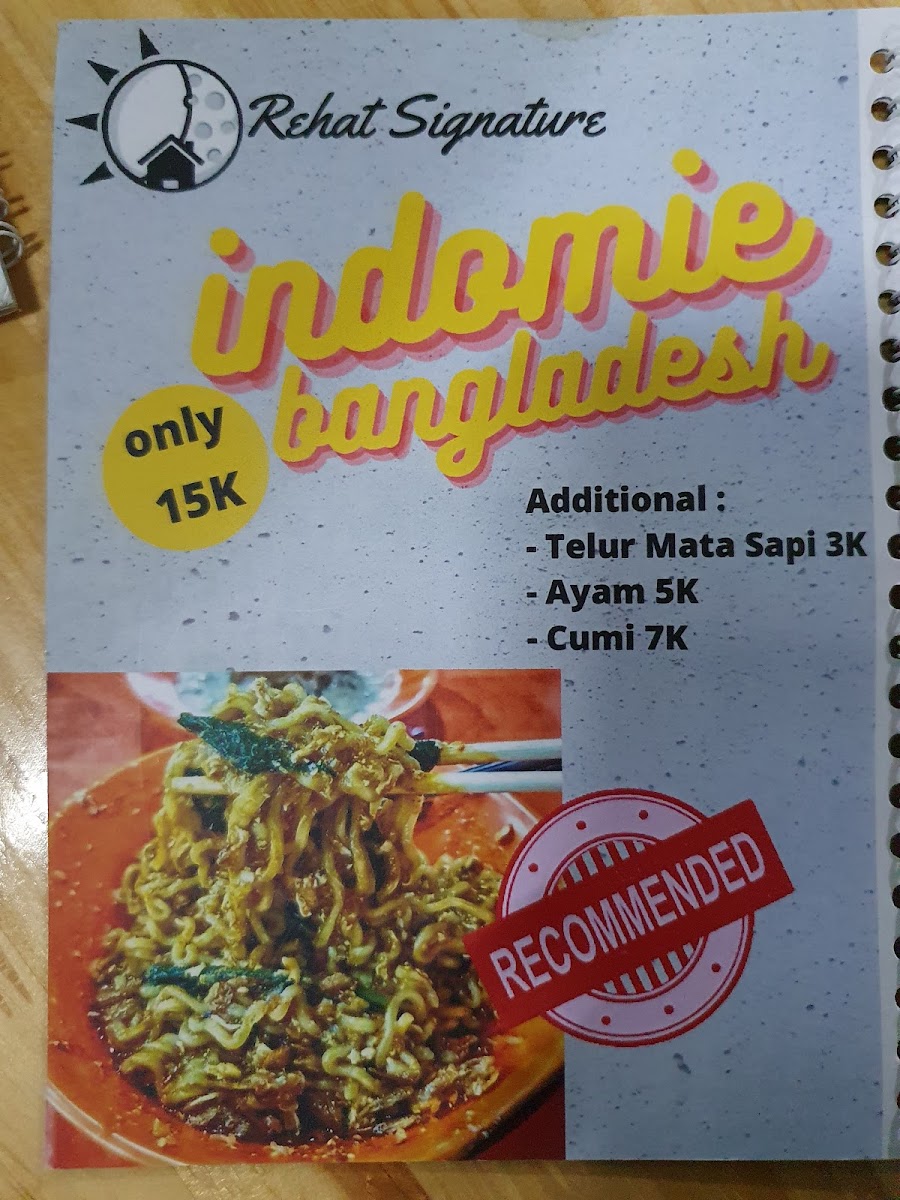 Rehat Signature
indomie
bangladesh
only
15K
Additional :
- Telur Mata Sapi 3K
- Ayam 5K
- Cumi 7K
RECOMMENDED